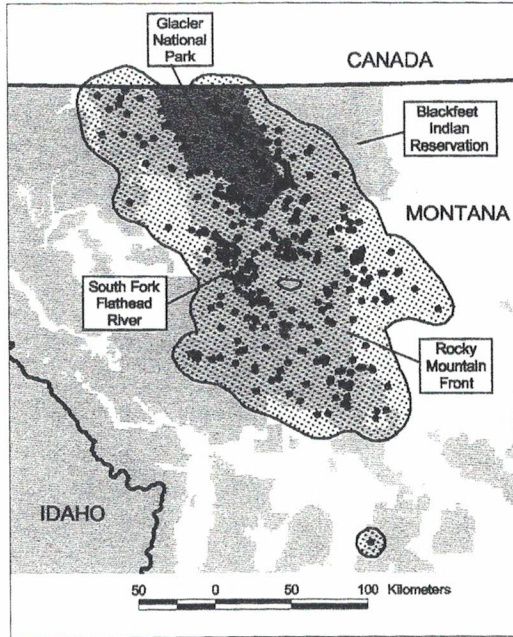 Glacier
National
Park
CANADA
Blackfeet
Indian
Reservation
MONTANA
South Fork
Flathead
River
Rocky
Mountain
Front
IDAHO
50 0 50 100 Kilometers